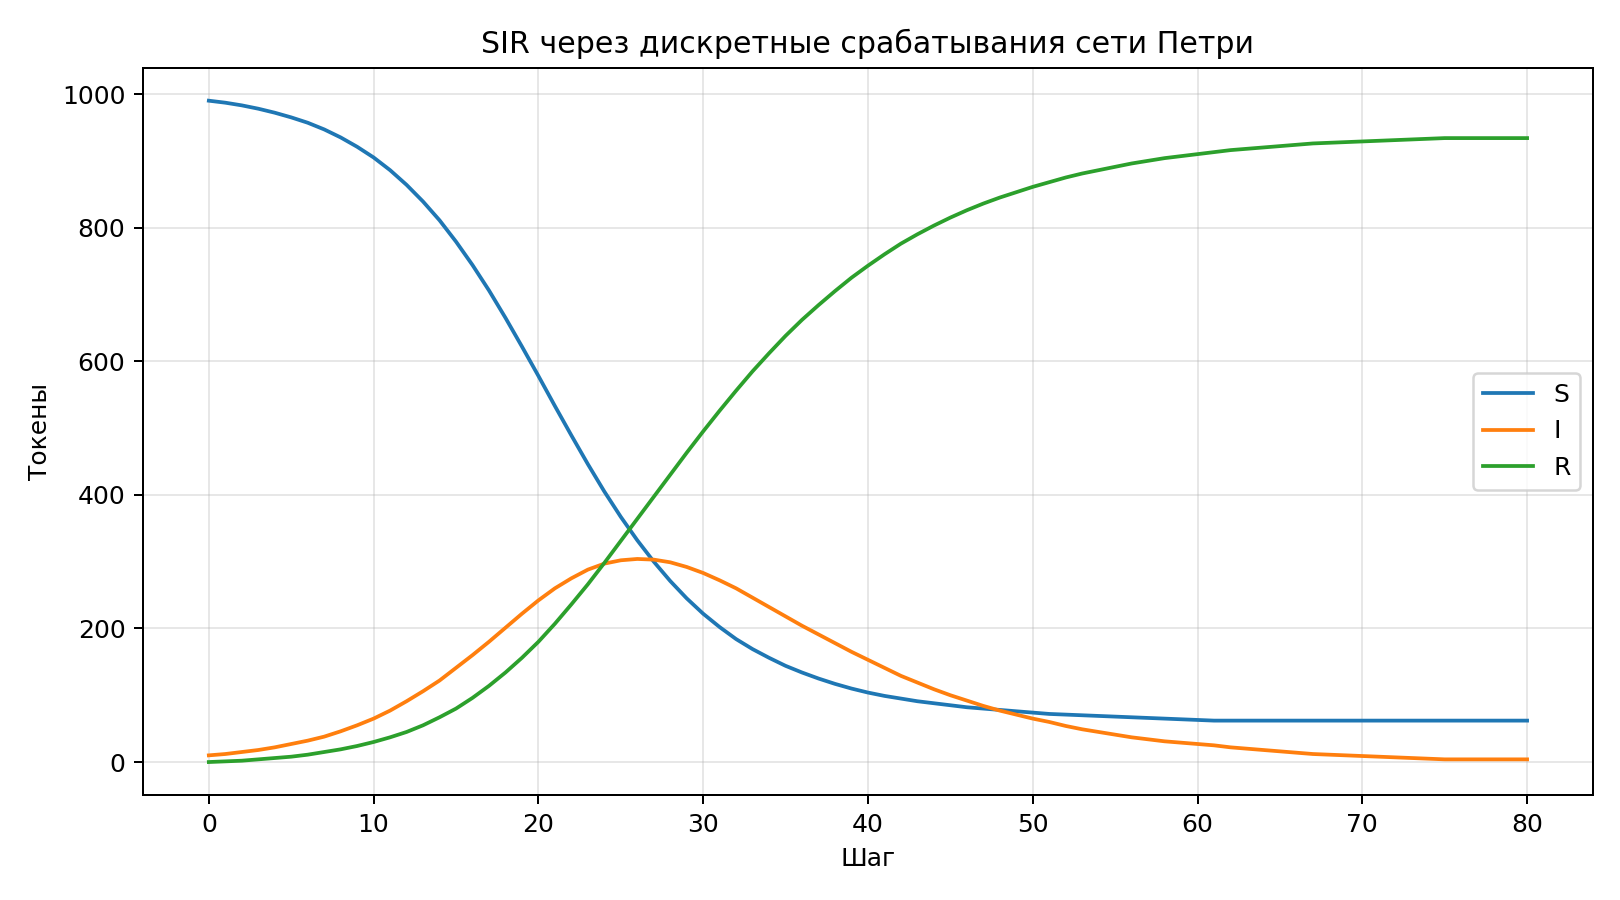 SIR через дискретные срабатывания сети Петри
Токены
1000
800
600
400
200
0
S
I
R
0 10 20 30 40 50 60 70 80
Шаг